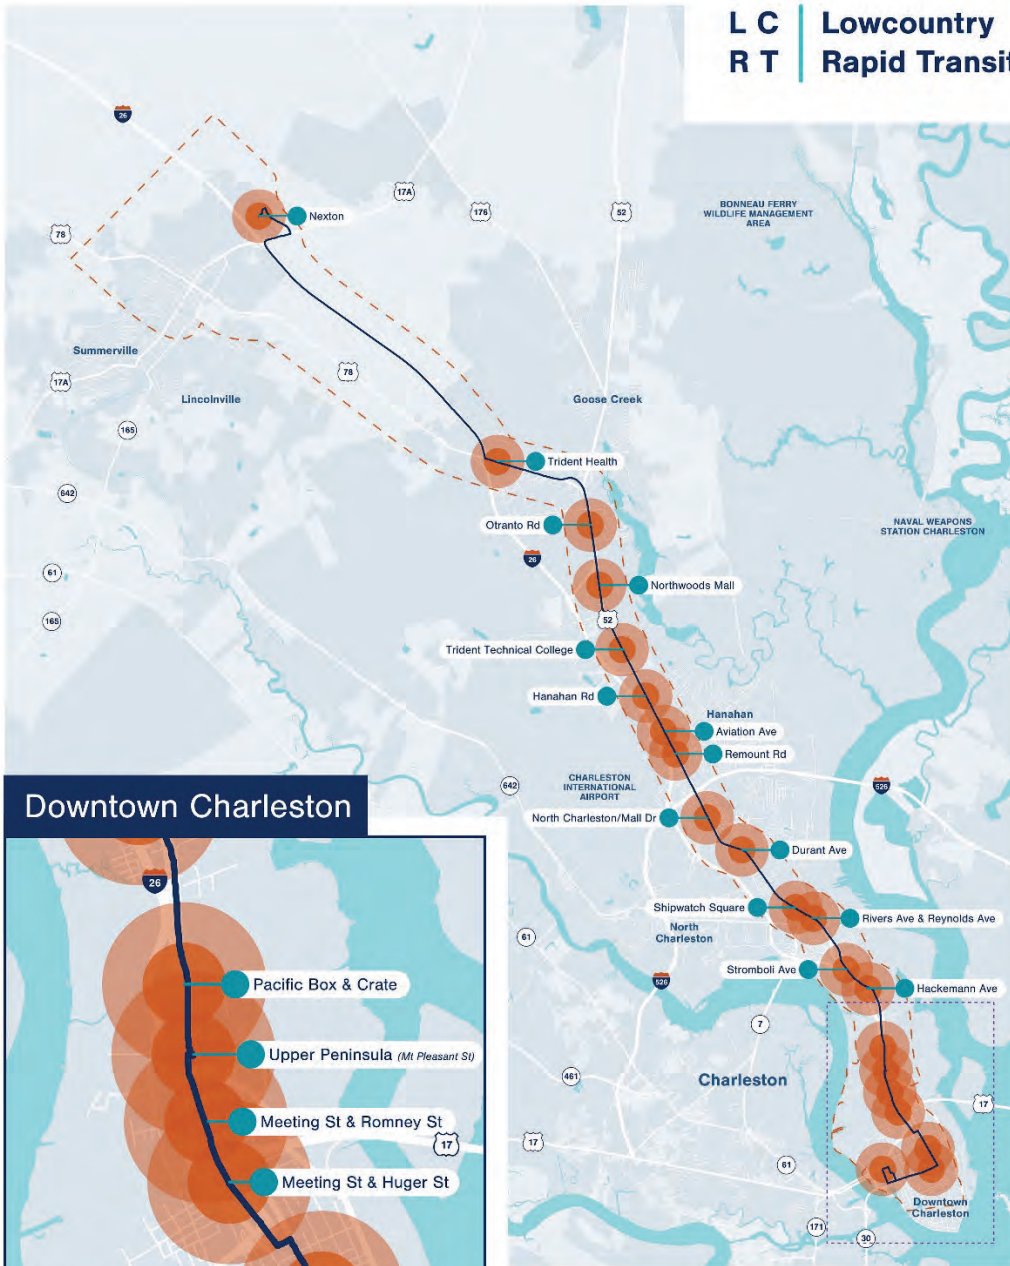 L C
R T
Lowcountry
Rapid Transit
26
17A
176
52
BONNEAU FERRY
WILDLIFE MANAGEMENT
AREA
Nexton
78
Summerville
78
17A
Lincolnville
Goose Creek
165
Trident Health
642
Otranto Rd
NAVAL WEAPONS
STATION CHARLESTON
26
61
Northwoods Mall
165
52
Trident Technical College
Hanahan Rd
Hanahan
Aviation Ave
Remount Rd
CHARLESTON
INTERNATIONAL
AIRPORT
642
526
North Charleston/Mall Dr
Durant Ave
Shipwatch Square
Rivers Ave & Reynolds Ave
North
Charleston
61
Stromboli Ave
526
Hackemann Ave
7
461
Charleston
17
17
61
Downtown
Charleston
171
30
Downtown Charleston
26
Pacific Box & Crate
Upper Peninsula (Mt Pleasant St)
Meeting St & Romney St
17
Meeting St & Huger St